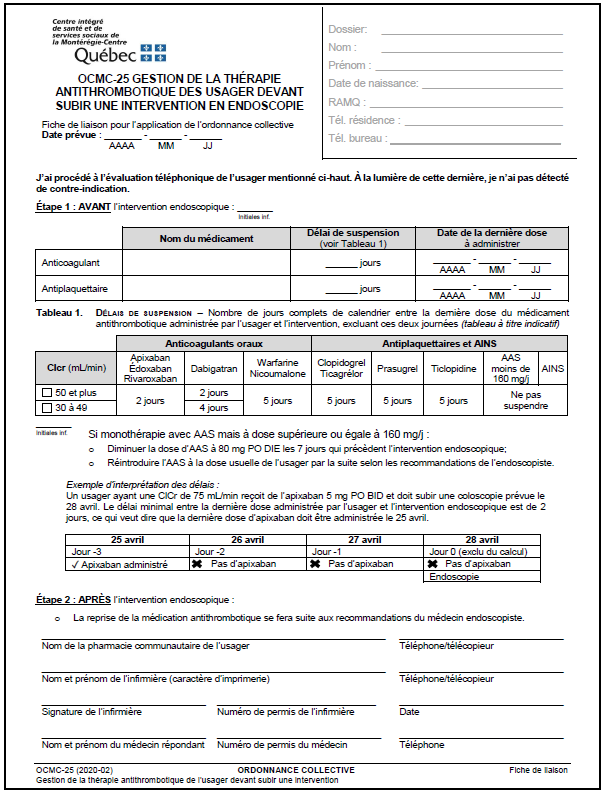 Centre intégré
de santé et de
services sociaux de
la Montérégie-Centre
Québec
OCMC-25 GESTION DE LA THÉRAPIE
ANTITHROMBOTIQUE DES USAGER DEVANT
SUBIR UNE INTERVENTION EN ENDOSCOPIE
Fiche de liaison pour l'application de l'ordonnance collective
Date prévue : _______ - ______ - ______
AAAA MM JJ
Dossier:
Nom :
Prénom :
Date de naissance:
RAMQ :
Tél. résidence :
Tél. bureau :
J'ai procédé à l'évaluation téléphonique de l'usager mentionné ci-haut. À la lumière de cette dernière, je n'ai pas détecté
de contre-indication.
Étape 1 : AVANT l'intervention endoscopique : ______
Initiales inf.
Nom du médicament Délai de suspension Date de la dernière dose
(voir Tableau 1) à administrer
Anticoagulant _____ jours ______ - _____ - _____
AAAA MM JJ
Antiplaquettaire _____ jours ______ - _____ - _____
AAAA MM JJ
Tableau 1. DÉLAIS DE SUSPENSION – Nombre de jours complets de calendrier entre la dernière dose du médicament
antithrombotique administrée par l'usager et l'intervention, excluant ces deux journées (tableau à titre indicatif)
Anticoagulants oraux Antiplaquettaires et AINS
Clcr (mL/min) Apixaban Édoxaban Rivaroxaban Dabigatran Warfarine Nicoumalone Clopidogrel Ticagrélor Prasugrel Ticlopidine AAS moins de 160 mg/j AINS
☐ 50 et plus 2 jours 2 jours 5 jours 5 jours 5 jours 5 jours Ne pas suspendre
☐ 30 à 49 4 jours
Initiales inf.
Si monothérapie avec AAS mais à dose supérieure ou égale à 160 mg/j :
o Diminuer la dose d'AAS à 80 mg PO DIE les 7 jours qui précèdent l'intervention endoscopique;
o Réintroduire l'AAS à la dose usuelle de l'usager par la suite selon les recommandations de l'endoscopiste.
Exemple d'interprétation des délais :
Un usager ayant une ClCr de 75 mL/min reçoit de l'apixaban 5 mg PO BID et doit subir une coloscopie prévue le
28 avril. Le délai minimal entre la dernière dose administrée par l'usager et l'intervention endoscopique est de 2
jours, ce qui veut dire que la dernière dose d'apixaban doit être administrée le 25 avril.
25 avril 26 avril 27 avril 28 avril
Jour -3 Jour -2 Jour -1 Jour 0 (exclu du calcul)
✓ Apixaban administré ✖ Pas d'apixaban ✖ Pas d'apixaban ✖ Pas d'apixaban
Endoscopie
Étape 2 : APRÈS l'intervention endoscopique :
o La reprise de la médication antithrombotique se fera suite aux recommandations du médecin endoscopiste.
Nom de la pharmacie communautaire de l'usager Téléphone/télécopieur
Nom et prénom de l'infirmière (caractère d'imprimerie) Téléphone/télécopieur
Signature de l'infirmière Numéro de permis de l'infirmière Date
Nom et prénom du médecin répondant Numéro de permis du médecin Téléphone
OCMC-25 (2020-02) ORDONNANCE COLLECTIVE Fiche de liaison
Gestion de la thérapie antithrombotique de l'usager devant subir une intervention